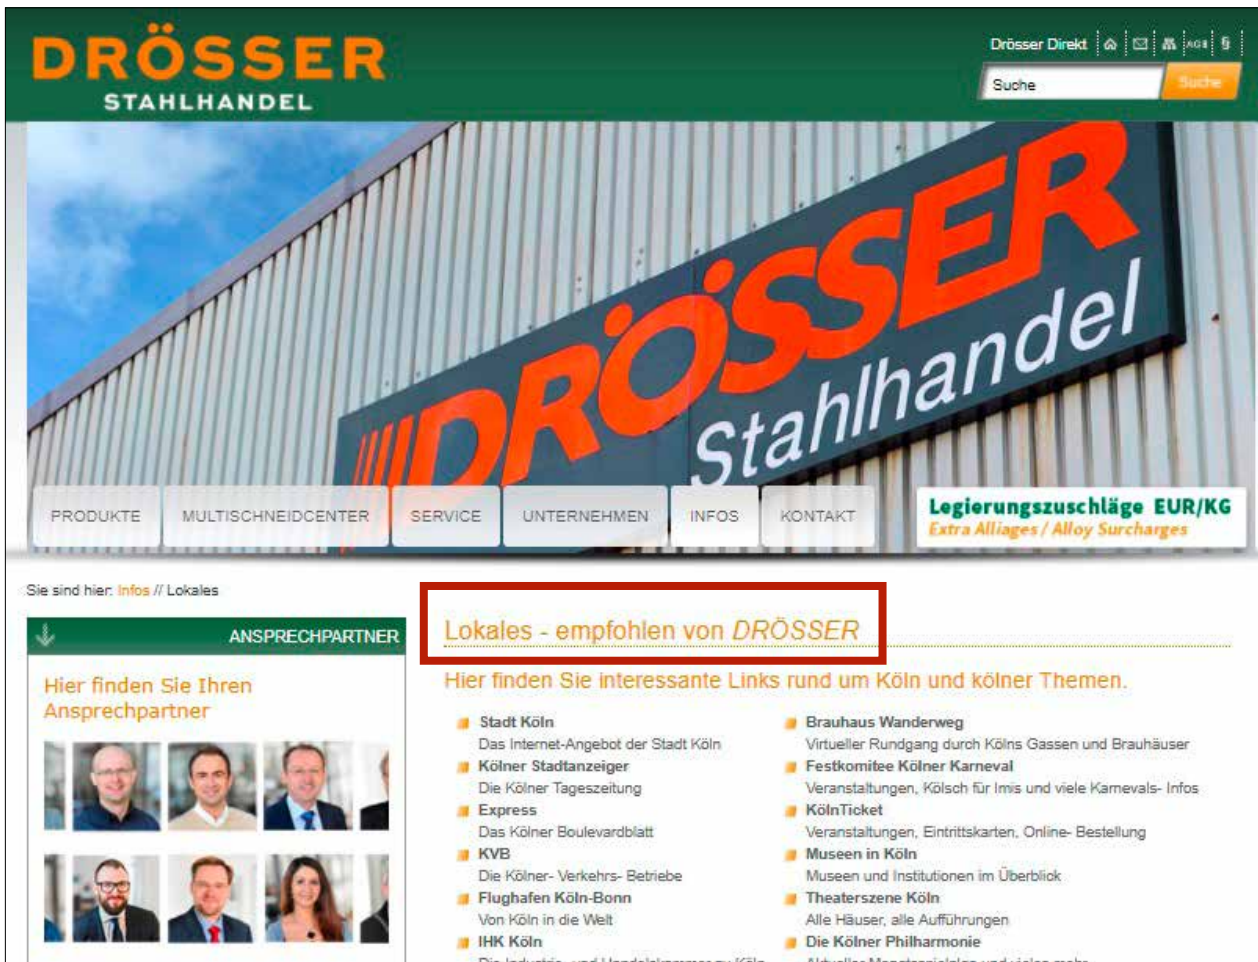 DRÖSSER
STAHLHANDEL
Drösser Direkt
AGB §
Suche
Suche
DRÖSSER
Stahlhandel
PRODUKTE
MULTISCHNEIDCENTER
SERVICE
UNTERNEHMEN
INFOS
KONTAKT
Legierungszuschläge EUR/KG
Extra Alliages / Alloy Surcharges
Sie sind hier: Infos // Lokales
ANSPRECHPARTNER
Hier finden Sie Ihren
Ansprechpartner
Lokales - empfohlen von DRÖSSER
Hier finden Sie interessante Links rund um Köln und kölner Themen.
Stadt Köln
Das Internet-Angebot der Stadt Köln
Kölner Stadtanzeiger
Die Kölner Tageszeitung
Express
Das Kölner Boulevardblatt
KVB
Die Kölner- Verkehrs- Betriebe
Flughafen Köln-Bonn
Von Köln in die Welt
IHK Köln
Die Industrie- und Handelskammer zu Köln
Brauhaus Wanderweg
Virtueller Rundgang durch Kölns Gassen und Brauhäuser
Festkomitee Kölner Karneval
Veranstaltungen, Kölsch für Imis und viele Karnevals- Infos
KölnTicket
Veranstaltungen, Eintrittskarten, Online- Bestellung
Museen in Köln
Museen und Institutionen im Überblick
Theaterszene Köln
Alle Häuser, alle Aufführungen
Die Kölner Philharmonie